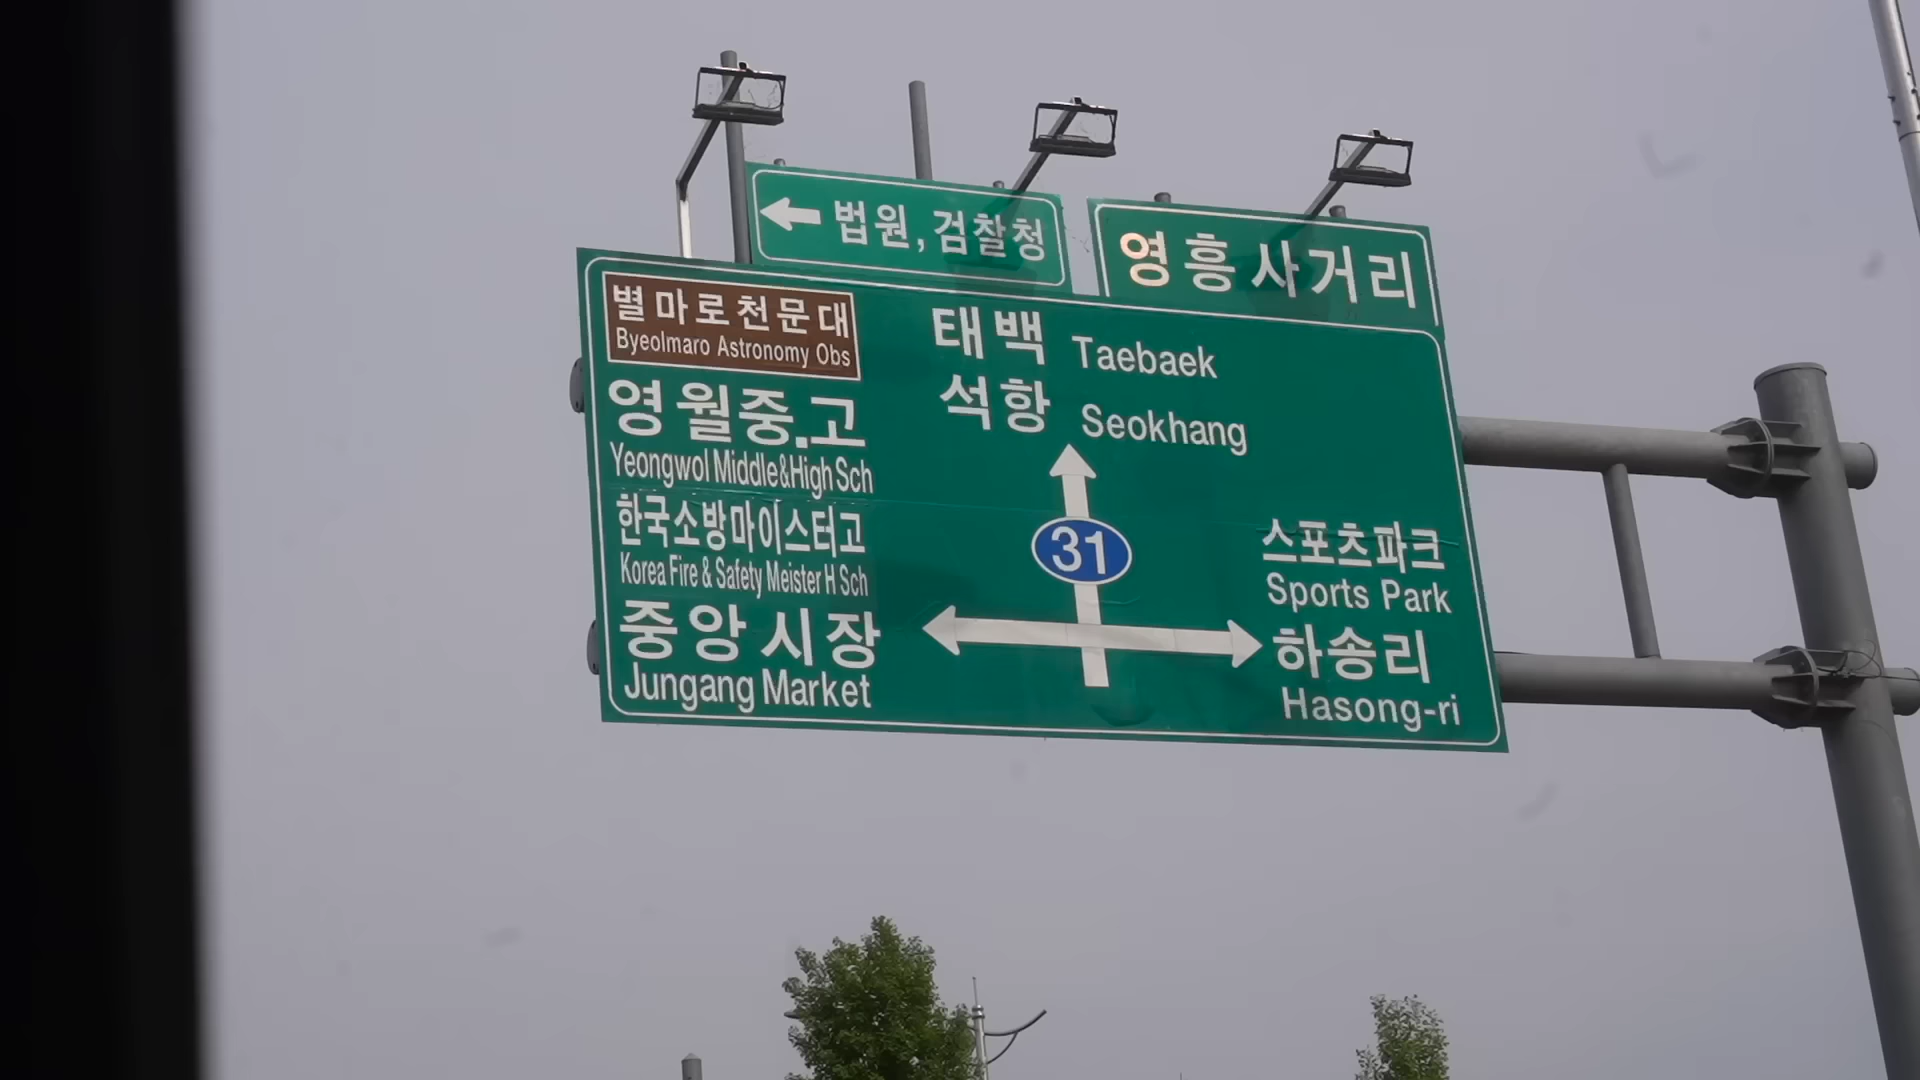 법원, 검찰청
영흥사거리
별마로천문대
Byeolmaro Astronomy Obs
영월중.고
Yeongwol Middle&High Sch
한국소방마이스터고
Korea Fire & Safety Meister H Sch
중앙시장
Jungang Market
태백 Taebaek
석항 Seokhang
31
스포츠파크
Sports Park
하송리
Hasong-ri